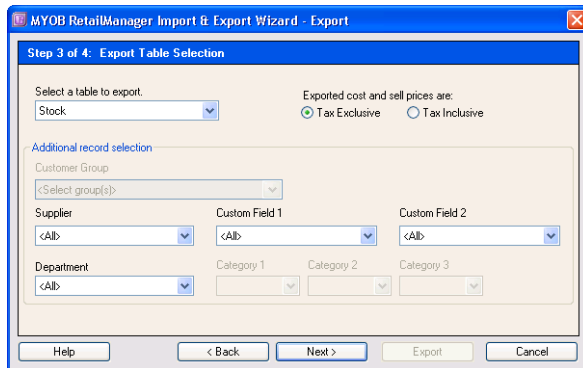 MYOB RetailManager Import & Export Wizard - Export
Step 3 of 4: Export Table Selection
Select a table to export.
Exported cost and sell prices are:
Stock
Tax Exclusive
Tax Inclusive
Additional record selection
Customer Group
<Select group(s)>
Supplier
Custom Field 1
Custom Field 2
<All>
<All>
<All>
Department
Category 1
Category 2
Category 3
<All>
Help
< Back
Next >
Export
Cancel